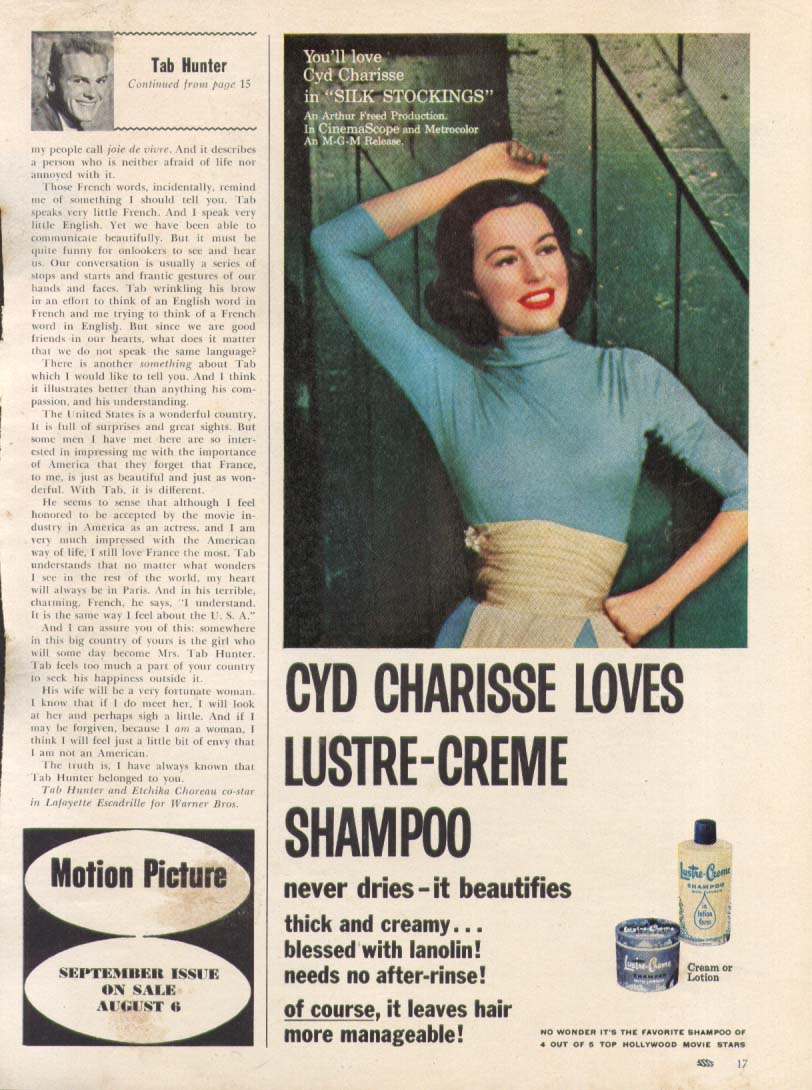 Tab Hunter
Continued from page 15
my people call joie de vivre. And it describes
a person who is neither afraid of life nor
annoyed with it.
Those French words, incidentally, remind
me of something I should tell you. Tab
speaks very little French. And I speak very
little English. Yet we have been able to
communicate beautifully. But it must be
quite funny for onlookers to see and hear
us. Our conversation is usually a series of
stops and starts and frantic gestures of our
hands and faces. Tab wrinkling his brow
in an effort to think of an English word in
French and me trying to think of a French
word in English. But since we are good
friends in our hearts, what does it matter
that we do not speak the same language?
There is another something about Tab
which I would like to tell you. And I think
it illustrates better than anything his com-
passion, and his understanding.
The United States is a wonderful country.
It is full of surprises and great sights. But
some men I have met here are so inter-
ested in impressing me with the importance
of America that they forget that France,
to me, is just as beautiful and just as won-
derful. With Tab, it is different.
He seems to sense that although I feel
honored to be accepted by the movie in-
dustry in America as an actress, and I am
very much impressed with the American
way of life, I still love France the most. Tab
understands that no matter what wonders
I see in the rest of the world, my heart
will always be in Paris. And in his terrible,
charming, French, he says, "I understand.
It is the same way I feel about the U. S. A."
And I can assure you of this: somewhere
in this big country of yours is the girl who
will some day become Mrs. Tab Hunter.
Tab feels too much a part of your country
to seek his happiness outside it.
His wife will be a very fortunate woman.
I know that if I do meet her, I will look
at her and perhaps sigh a little. And if I
may be forgiven, because I am a woman, I
think I will feel just a little bit of envy that
I am not an American.
The truth is, I have always known that
Tab Hunter belonged to you.
Tab Hunter and Etchika Choreau co-star
in Lafayette Escadrille for Warner Bros.
Motion Picture
SEPTEMBER ISSUE
ON SALE
AUGUST 6
You'll love
Cyd Charisse
in "SILK STOCKINGS"
An Arthur Freed Production.
In CinemaScope and Metrocolor
An M-G-M Release.
CYD CHARISSE LOVES
LUSTRE-CREME
SHAMPOO
never dries–it beautifies
thick and creamy...
blessed with lanolin!
needs no after-rinse!
of course, it leaves hair
more manageable!
Lustre-Creme
SHAMPOO
in
lotion
form
Lustre-Creme
Lustre-Creme
SHAMPOO
Cream or
Lotion
NO WONDER IT'S THE FAVORITE SHAMPOO OF
4 OUT OF 5 TOP HOLLYWOOD MOVIE STARS
17